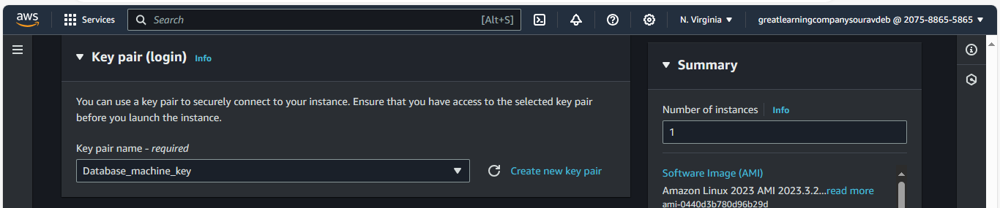 aws
Services
Search
[Alt+S]
N. Virginia
greatlearningcompanysouravdeb @ 2075-8865-5865
Key pair (login)
Info
You can use a key pair to securely connect to your instance. Ensure that you have access to the selected key pair
before you launch the instance.
Key pair name - required
Database_machine_key
Create new key pair
Summary
Number of instances
Info
1
Software Image (AMI)
Amazon Linux 2023 AMI 2023.3.2...read more
ami-0440d3b780d96b29d